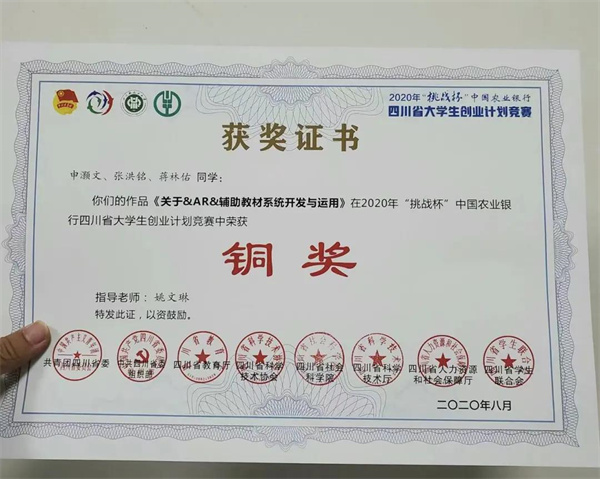 2020年“挑战杯”中国农业银行
四川省大学生创业计划竞赛
获奖证书
申灏文、张洪铭、蒋林佑 同学：
你们的作品《关于&AR&辅助教材系统开发与运用》在2020年“挑战杯”中国农业银
行四川省大学生创业计划竞赛中荣获
铜奖
指导老师： 姚文琳
特发此证，以资鼓励。
共青团四川省委 中共四川省委 四川省教育厅 四川省科学 四川省社会 四川省科学 四川省人力资源 四川省学生
组织部 技术协会 科学院 技术厅 和社会保障厅 联合会
二〇二〇年八月